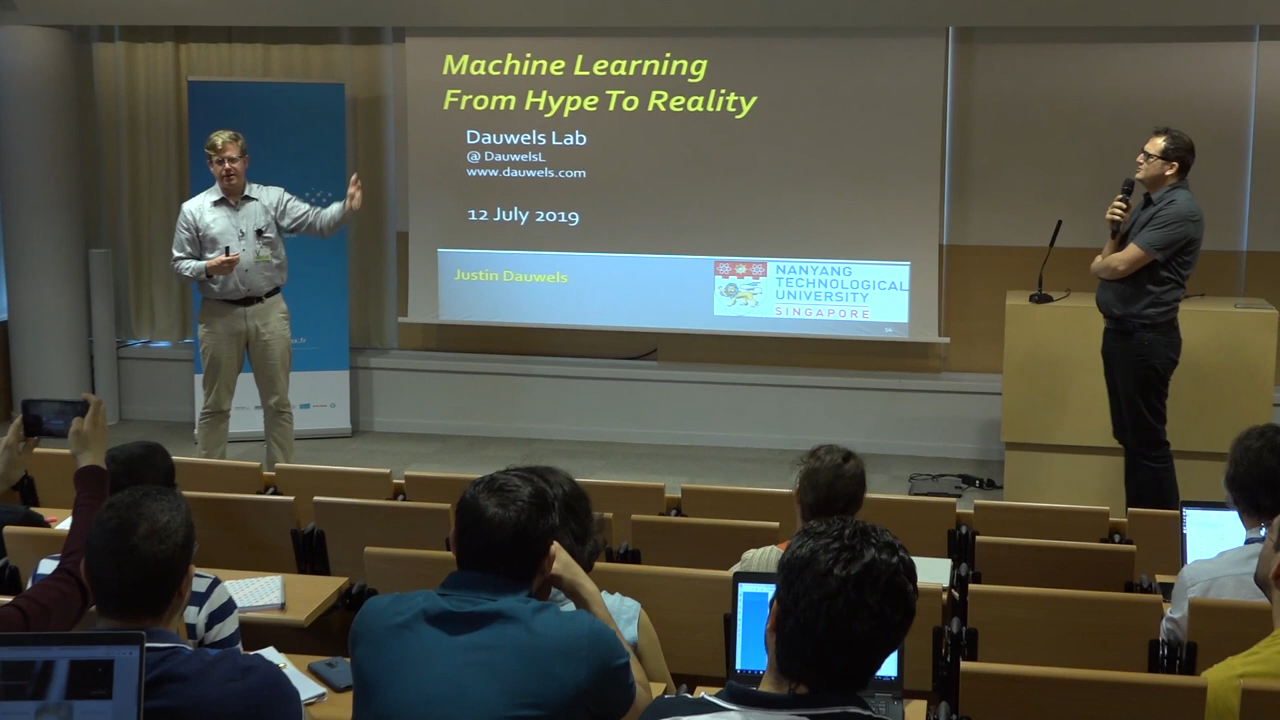 Machine Learning
From Hype To Reality
Dauwels Lab
@ DauwelsL
www.dauwels.com
12 July 2019
Justin Dauwels
NANYANG
TECHNOLOGICAL
UNIVERSITY
SINGAPORE